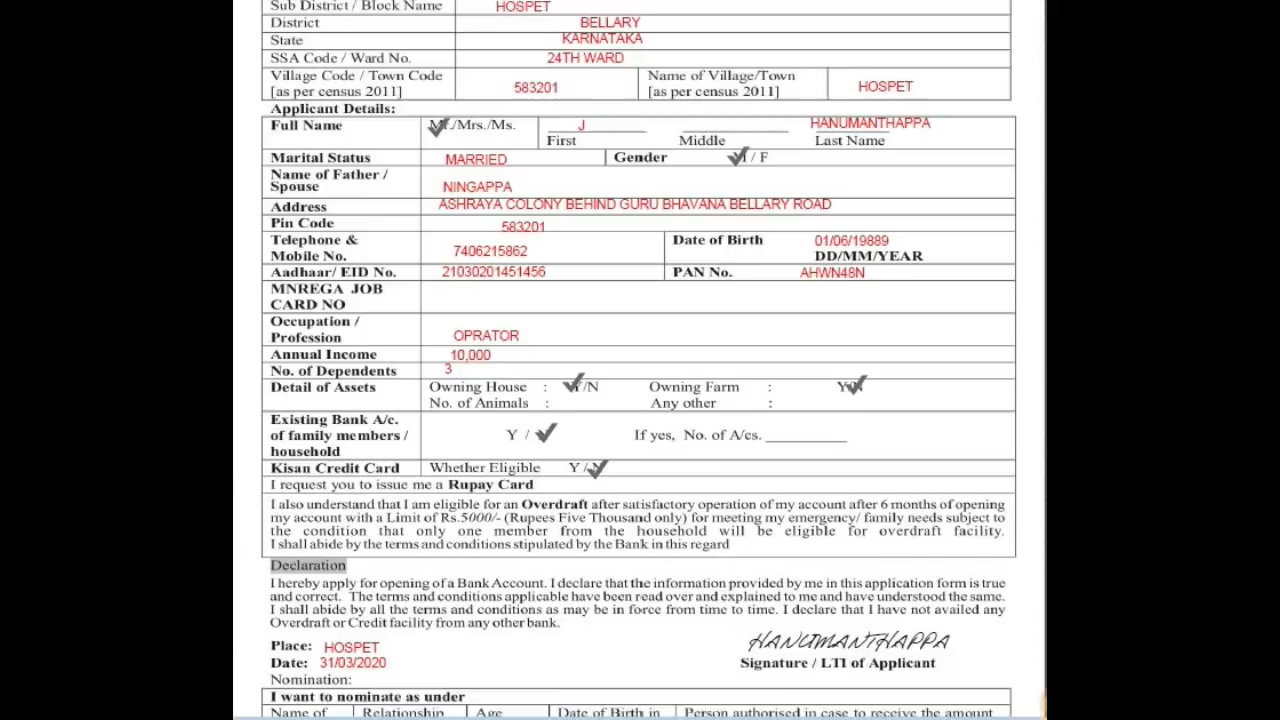 Sub District / Block Name HOSPET
District BELLARY
State KARNATAKA
SSA Code / Ward No. 24TH WARD
Village Code / Town Code Name of Village/Town
[as per census 2011] 583201 [as per census 2011] HOSPET
Applicant Details:
Full Name Mr./Mrs./Ms. J HANUMANTHAPPA
First Middle Last Name
Marital Status MARRIED Gender M / F
Name of Father /
Spouse NINGAPPA
Address ASHRAYA COLONY BEHIND GURU BHAVANA BELLARY ROAD
Pin Code 583201
Telephone & Date of Birth 01/06/19889
Mobile No. 7406215862 DD/MM/YEAR
Aadhaar/ EID No. 21030201451456 PAN No. AHWN48N
MNREGA JOB
CARD NO
Occupation /
Profession OPRATOR
Annual Income 10,000
No. of Dependents 3
Detail of Assets Owning House : Y/N Owning Farm : Y/N
No. of Animals : Any other :
Existing Bank A/c.
of family members / Y / If yes, No. of A/cs. ___________
household
Kisan Credit Card Whether Eligible Y / N
I request you to issue me a Rupay Card
I also understand that I am eligible for an Overdraft after satisfactory operation of my account after 6 months of opening
my account with a Limit of Rs.5000/- (Rupees Five Thousand only) for meeting my emergency/ family needs subject to
the condition that only one member from the household will be eligible for overdraft facility.
I shall abide by the terms and conditions stipulated by the Bank in this regard
Declaration
I hereby apply for opening of a Bank Account. I declare that the information provided by me in this application form is true
and correct. The terms and conditions applicable have been read over and explained to me and have understood the same.
I shall abide by all the terms and conditions as may be in force from time to time. I declare that I have not availed any
Overdraft or Credit facility from any other bank.
HANUMANTHAPPA
Place: HOSPET
Date: 31/03/2020 Signature / LTI of Applicant
Nomination:
I want to nominate as under
Name of Relationship Age Date of Birth in Person authorised in case to receive the amount